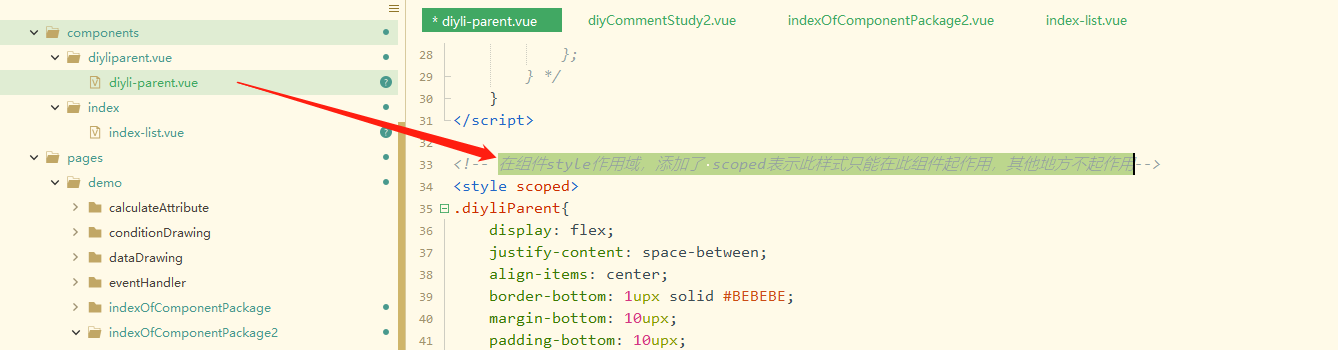 components
diyliparent.vue
diyli-parent.vue
?
index
index-list.vue
?
pages
demo
calculateAttribute
conditionDrawing
dataDrawing
eventHandler
indexOfComponentPackage
indexOfComponentPackage2
* diyli-parent.vue diyCommentStudy2.vue indexOfComponentPackage2.vue index-list.vue
28 };
29 } */
30 }
31 </script>
32
33 <!-- 在组件style作用域，添加了 scoped表示此样式只能在此组件起作用，其他地方不起作用-->
34 <style scoped>
35 .diyliParent{
36 display: flex;
37 justify-content: space-between;
38 align-items: center;
39 border-bottom: 1upx solid #BEBEBE;
40 margin-bottom: 10upx;
41 padding-bottom: 10upx;